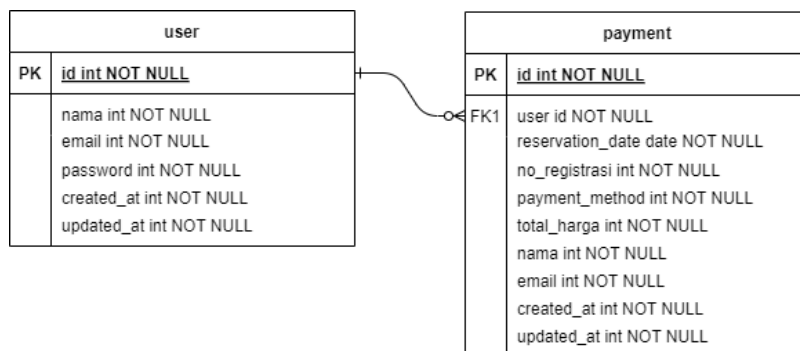 user
PK id int NOT NULL
nama int NOT NULL
email int NOT NULL
password int NOT NULL
created_at int NOT NULL
updated_at int NOT NULL
payment
PK id int NOT NULL
FK1 user id NOT NULL
reservation_date date NOT NULL
no_registrasi int NOT NULL
payment_method int NOT NULL
total_harga int NOT NULL
nama int NOT NULL
email int NOT NULL
created_at int NOT NULL
updated_at int NOT NULL